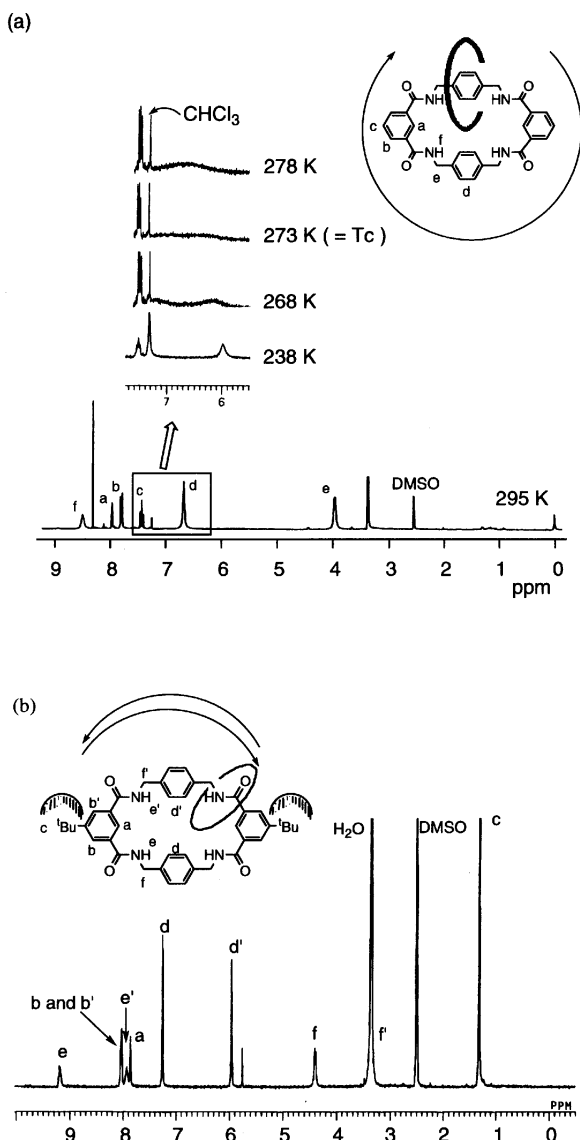 (a)
CHCl3
278 K
273 K ( = Tc)
268 K
238 K
7 6
O O
NH HN
c a
b f
O NH HN O
e
d
f a b c d e DMSO 295 K
9 8 7 6 5 4 3 2 1 0
ppm
(b)
O f' O
b' NH HN
c tBu e' d' tBu
a
b e d
O NH HN O
f
H2O DMSO c
d
d'
b and b' e' a
e f f'
PPM
9 8 7 6 5 4 3 2 1 0